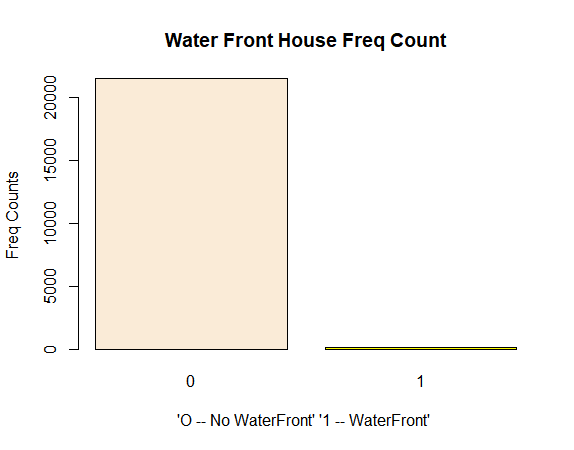 Water Front House Freq Count
Freq Counts
20000
15000
10000
5000
0
0 1
'O -- No WaterFront' '1 -- WaterFront'